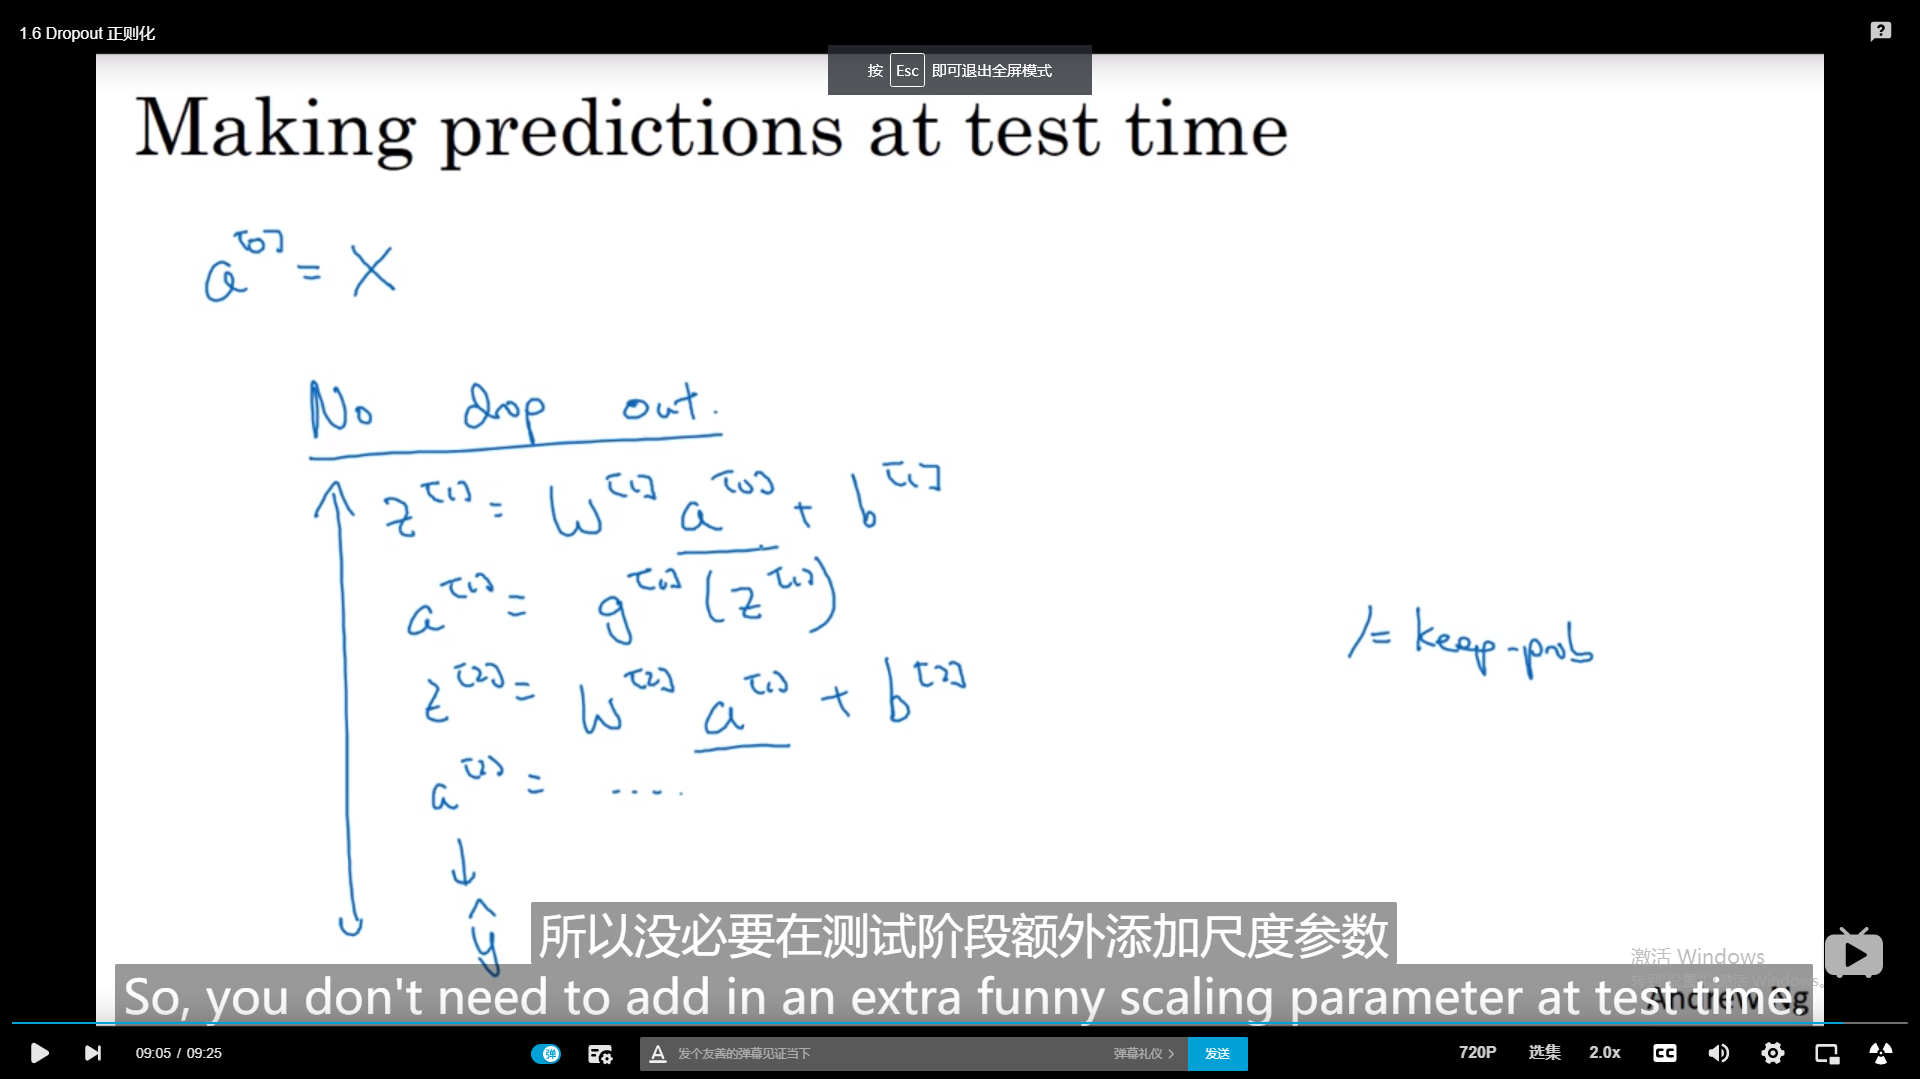 1.6 Dropout 正则化
按 Esc 即可退出全屏模式
Making predictions at test time
a^[0] = X
No drop out.
z^[1] = W^[1] a^[0] + b^[1]
a^[1] = g^[1] (z^[1])
z^[2] = W^[2] a^[1] + b^[2]
a^[2] = ....
↓
ŷ
/= keep-prob
所以没必要在测试阶段额外添加尺度参数
激活 Windows
So, you don't need to add in an extra funny scaling parameter at test time
Andrew Ng
09:05 / 09:25
弹
A 发个友善的弹幕见证当下
弹幕礼仪 >
发送
720P
选集
2.0x
CC